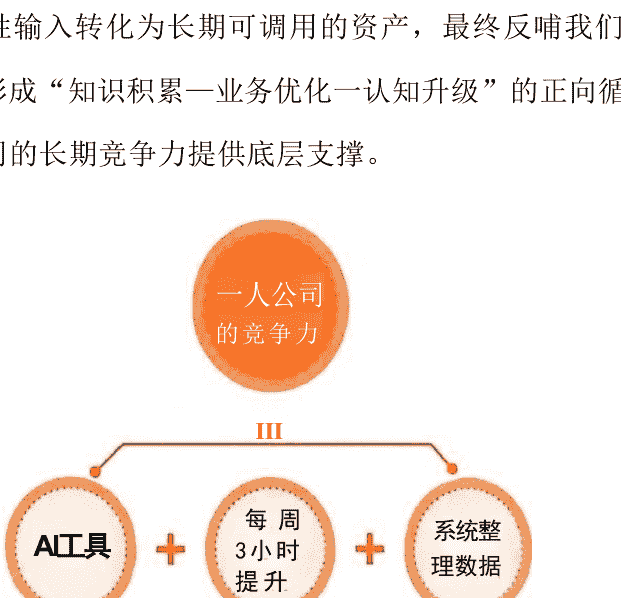 性输入转化为长期可调用的资产，最终反哺我们
形成“知识积累—业务优化一认知升级”的正向循
司的长期竞争力提供底层支撑。
一人公司
的竞争力
III
AI工具
+
每周
3小时
提升
+
系统整
理数据